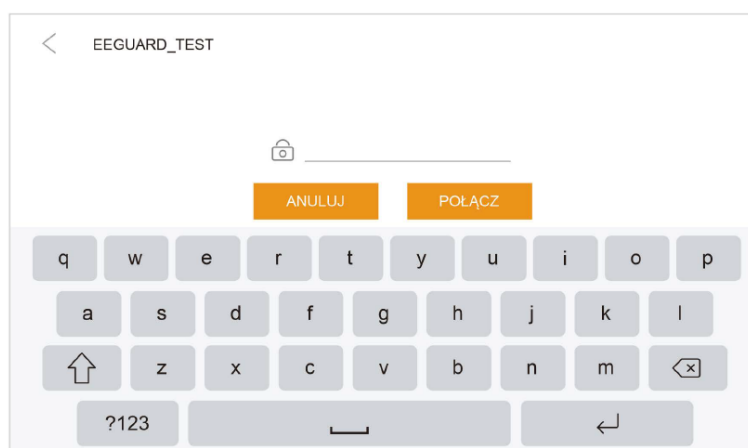 EEGUARD_TEST
ANULUJ POŁĄCZ
q w e r t y u i o p
a s d f g h j k l
z x c v b n m
?123